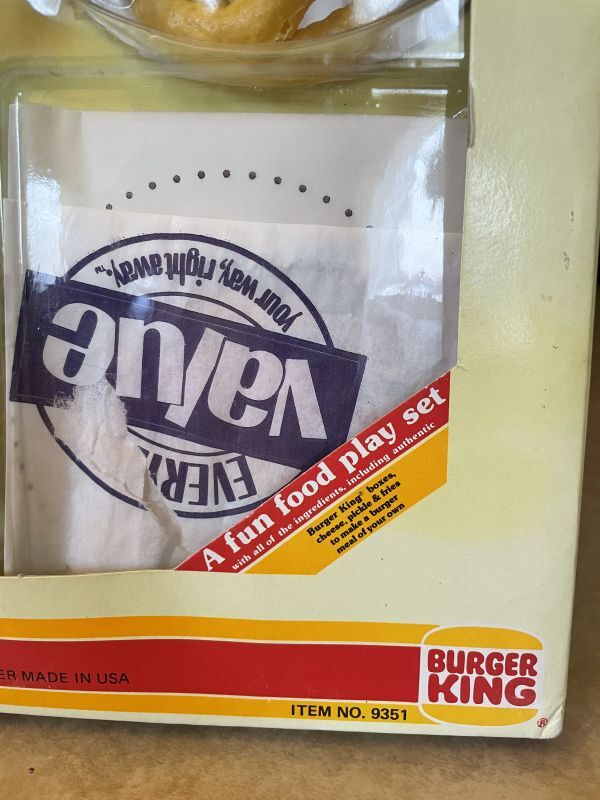 your way, right away.™
value
EVER
A fun food play set
with all of the ingredients, including authentic
Burger King® boxes,
cheese, pickle & fries
to make a burger
meal of your own
ER MADE IN USA
BURGER
KING
®
ITEM NO. 9351